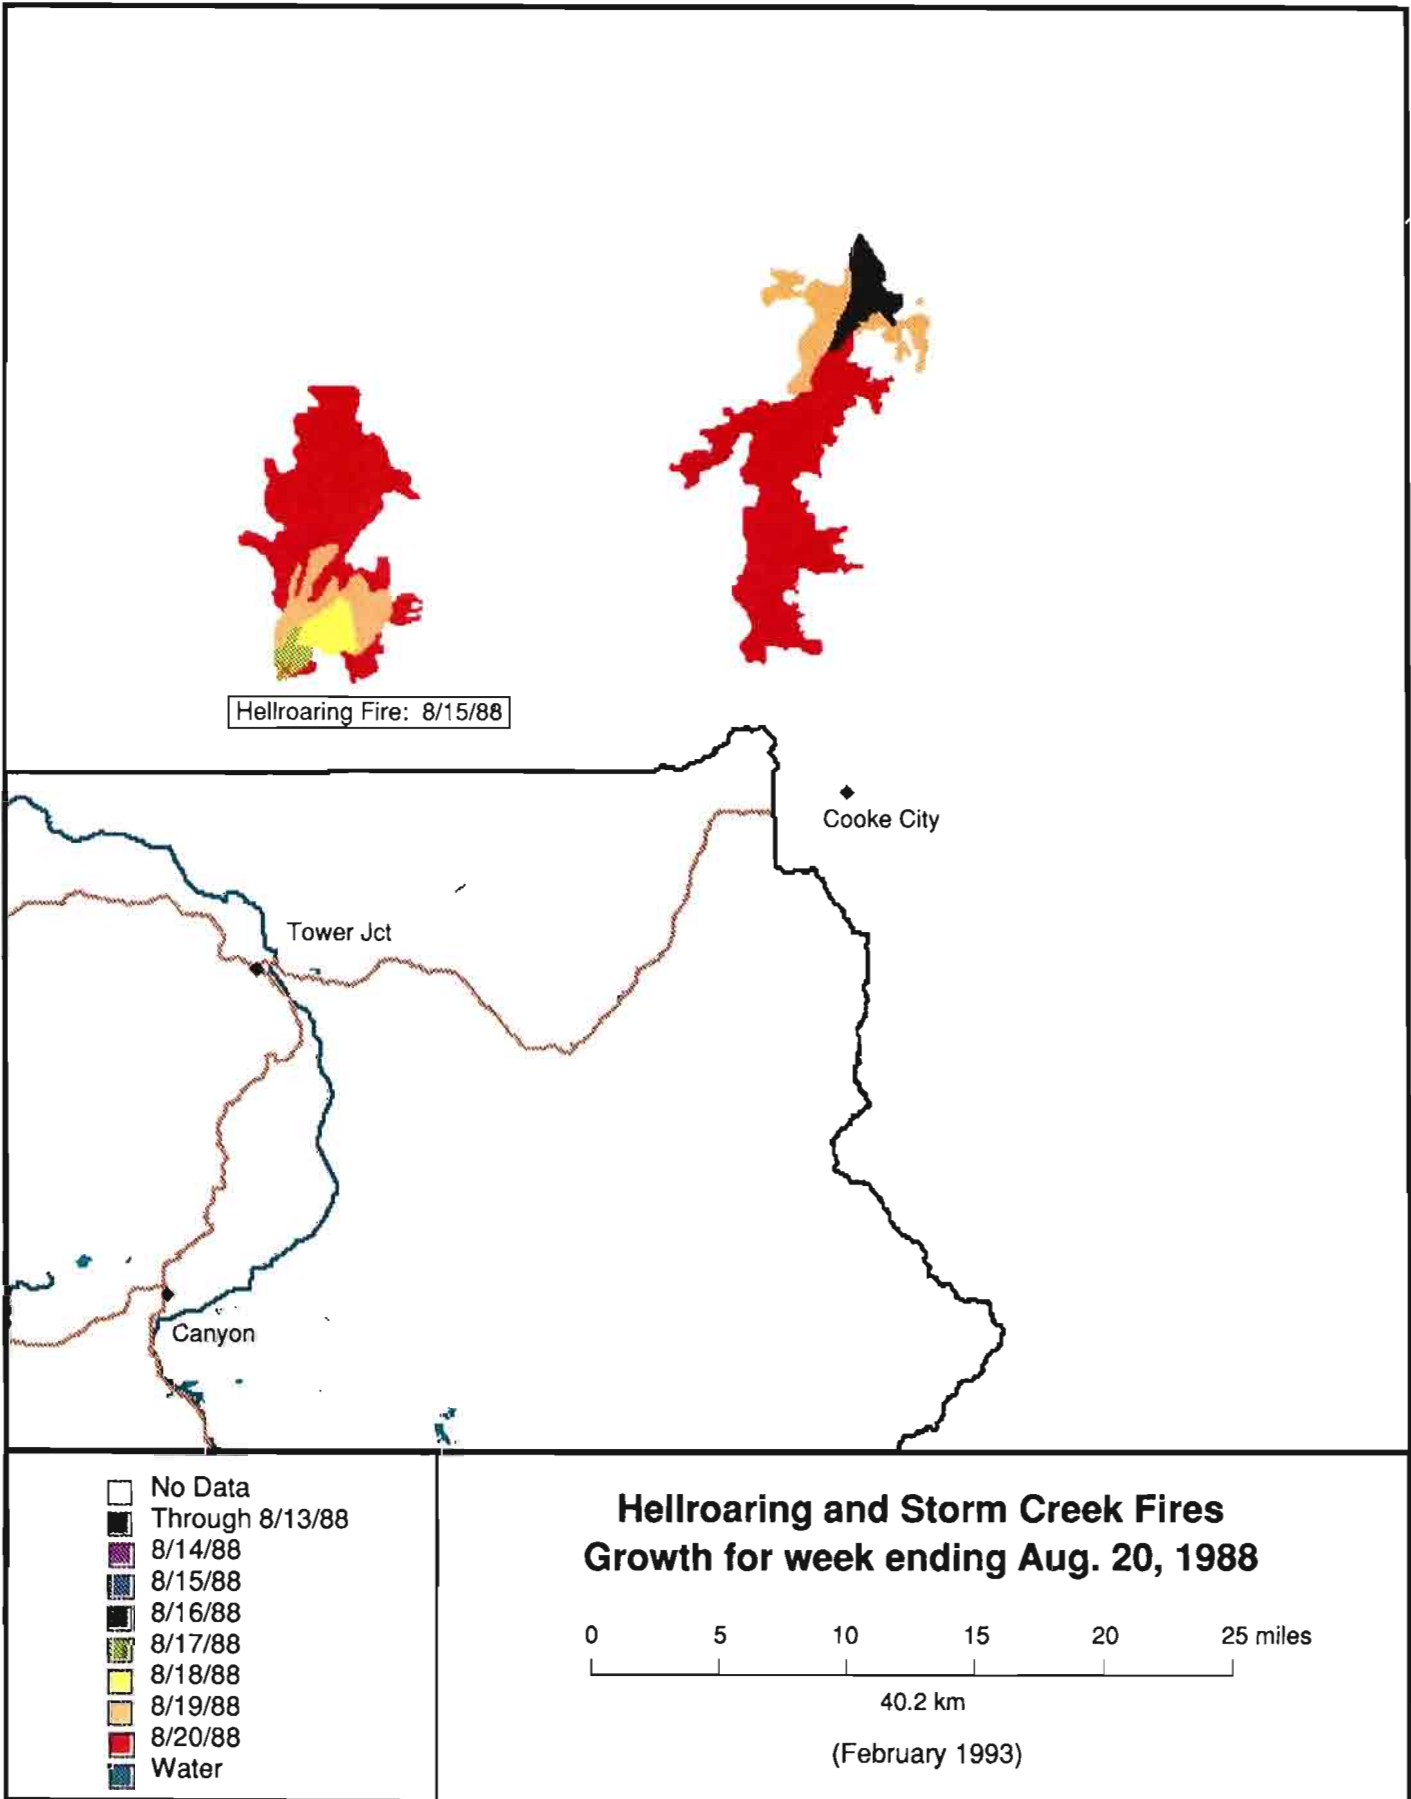 Hellroaring Fire: 8/15/88
Cooke City
Tower Jct
Canyon
No Data
Through 8/13/88
8/14/88
8/15/88
8/16/88
8/17/88
8/18/88
8/19/88
8/20/88
Water
Hellroaring and Storm Creek Fires
Growth for week ending Aug. 20, 1988
0 5 10 15 20 25 miles
40.2 km
(February 1993)